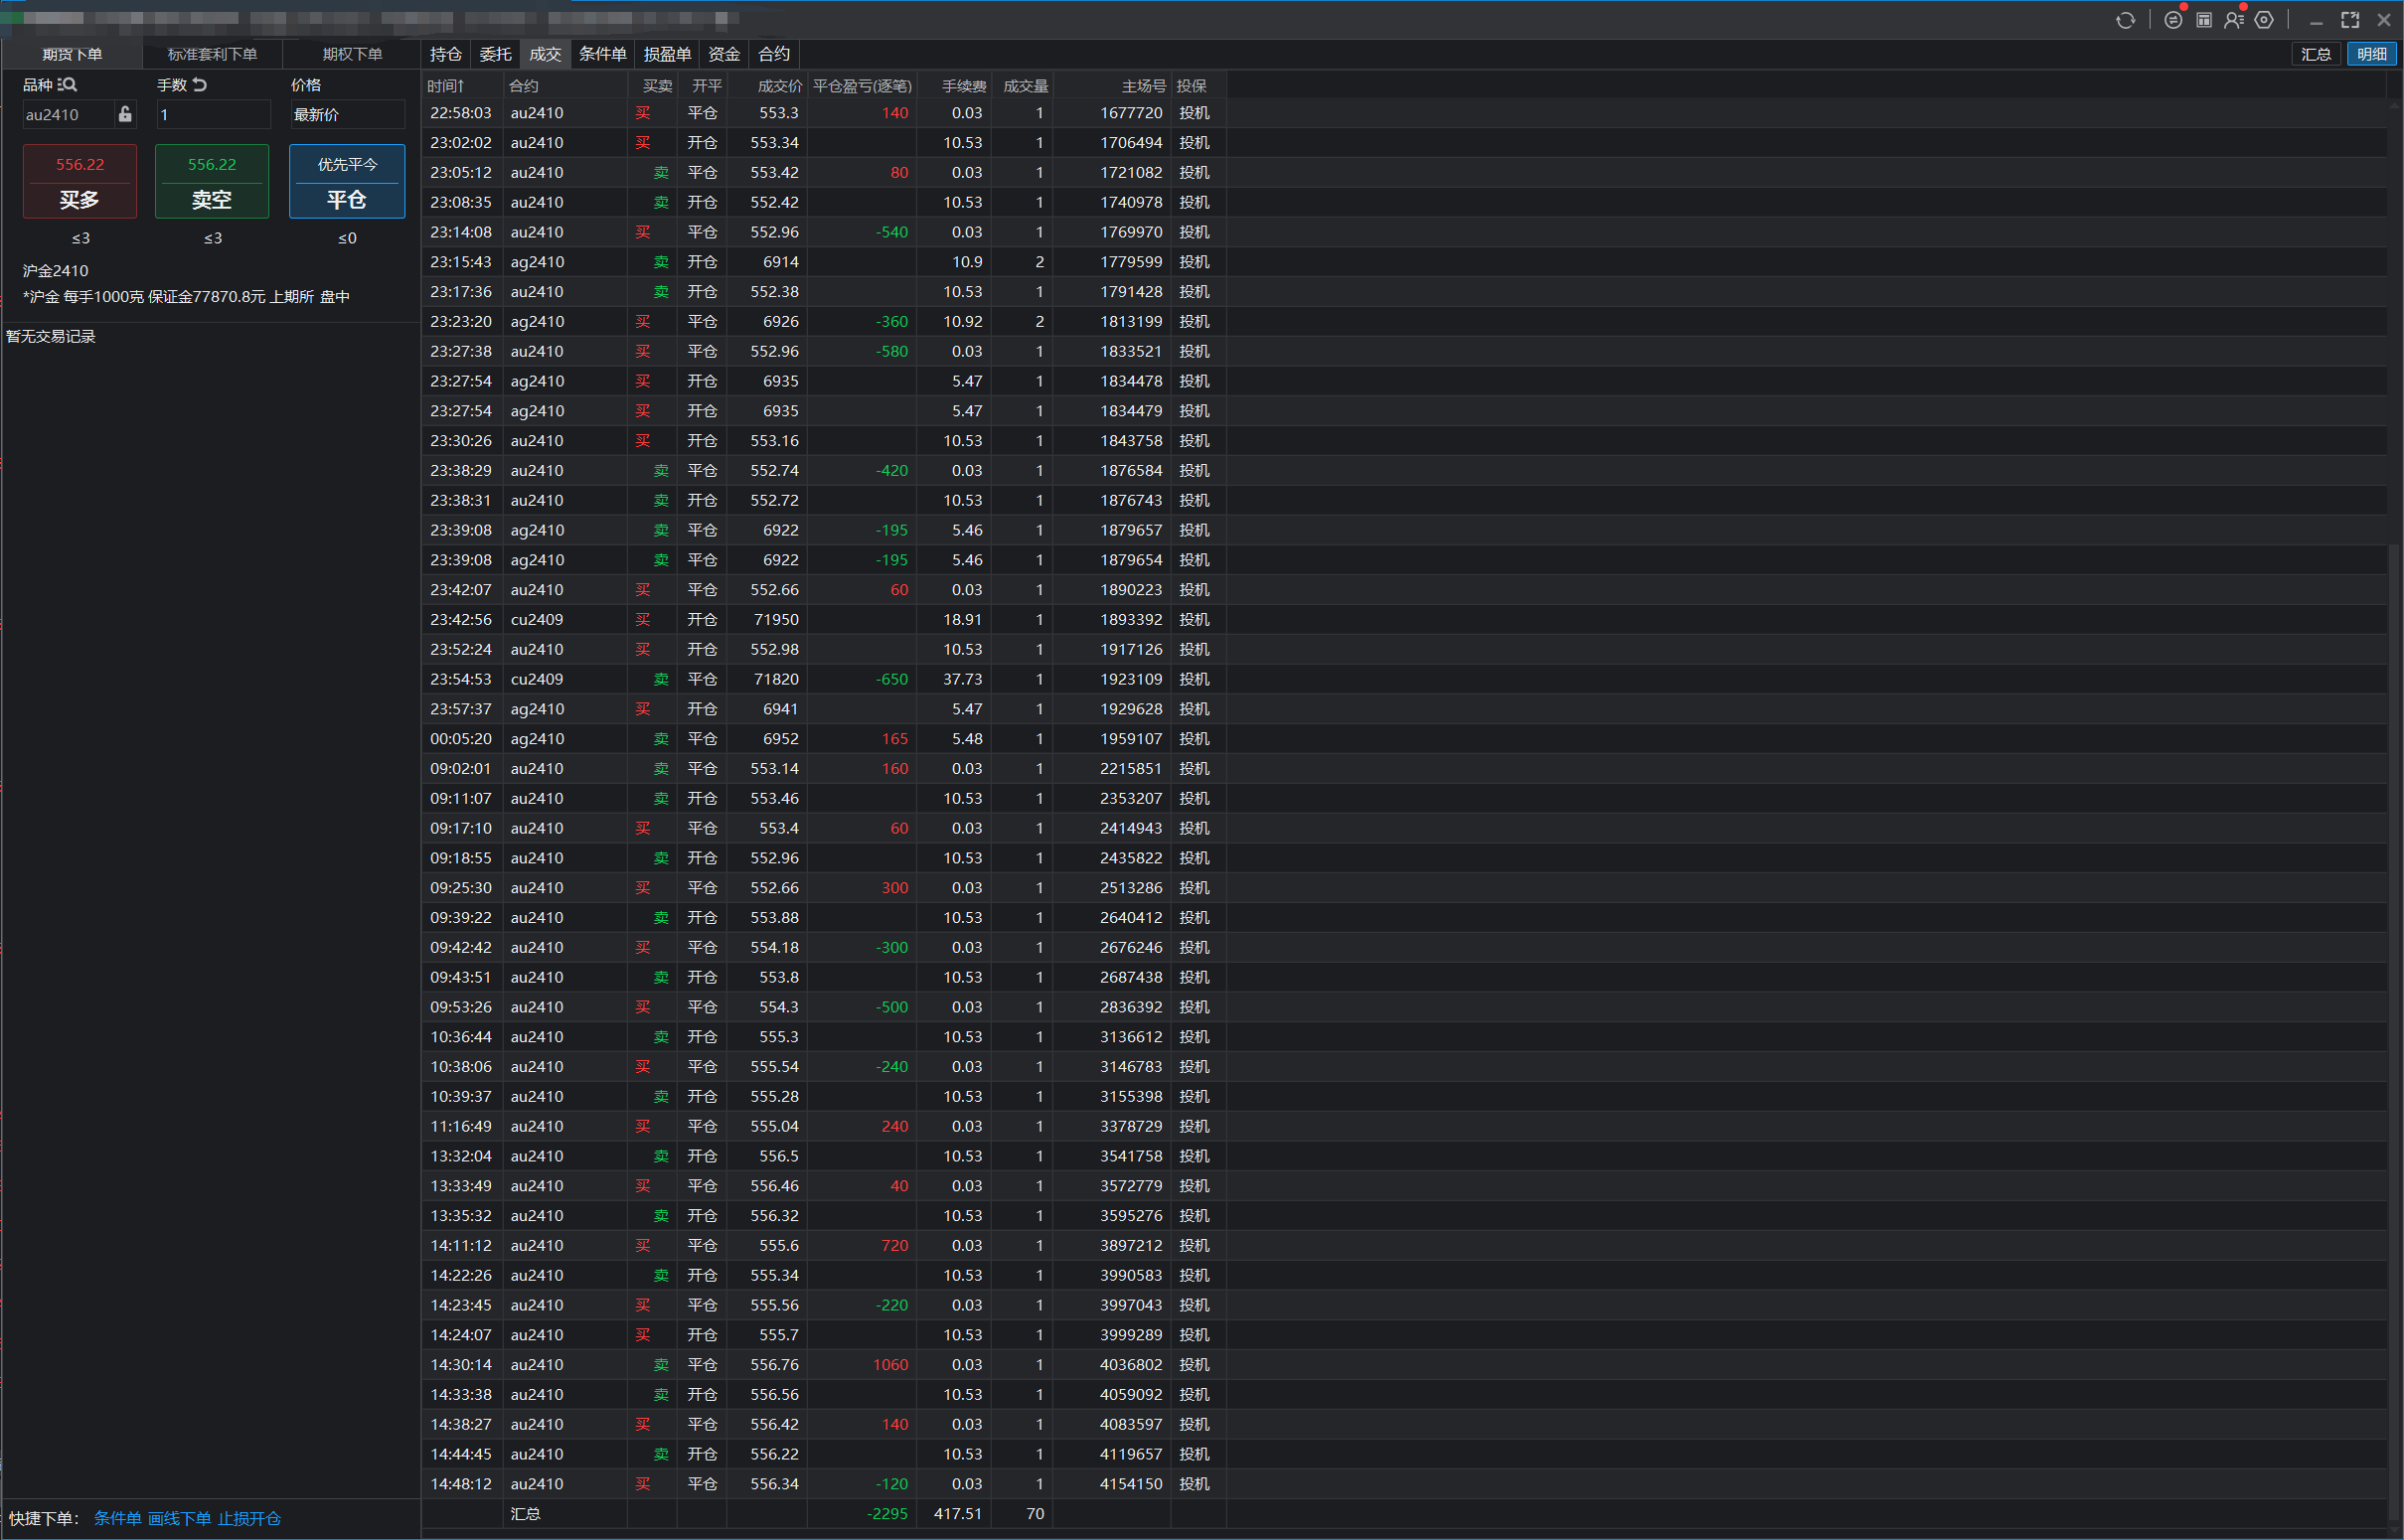 期货下单 标准套利下单 期权下单 持仓 委托 成交 条件单 损盈单 资金 合约 汇总 明细
品种 手数 价格
au2410 1 最新价
556.22 556.22 优先平今
买多 卖空 平仓
≤3 ≤3 ≤0
沪金2410
*沪金 每手1000克 保证金77870.8元 上期所 盘中
暂无交易记录
时间↑ 合约 买卖 开平 成交价 平仓盈亏(逐笔) 手续费 成交量 主场号 投保
22:58:03 au2410 买 平仓 553.3 140 0.03 1 1677720 投机
23:02:02 au2410 买 开仓 553.34 10.53 1 1706494 投机
23:05:12 au2410 卖 平仓 553.42 80 0.03 1 1721082 投机
23:08:35 au2410 卖 开仓 552.42 10.53 1 1740978 投机
23:14:08 au2410 买 平仓 552.96 -540 0.03 1 1769970 投机
23:15:43 ag2410 卖 开仓 6914 10.9 2 1779599 投机
23:17:36 au2410 卖 开仓 552.38 10.53 1 1791428 投机
23:23:20 ag2410 买 平仓 6926 -360 10.92 2 1813199 投机
23:27:38 au2410 买 平仓 552.96 -580 0.03 1 1833521 投机
23:27:54 ag2410 买 开仓 6935 5.47 1 1834478 投机
23:27:54 ag2410 买 开仓 6935 5.47 1 1834479 投机
23:30:26 au2410 买 开仓 553.16 10.53 1 1843758 投机
23:38:29 au2410 卖 平仓 552.74 -420 0.03 1 1876584 投机
23:38:31 au2410 卖 开仓 552.72 10.53 1 1876743 投机
23:39:08 ag2410 卖 平仓 6922 -195 5.46 1 1879657 投机
23:39:08 ag2410 卖 平仓 6922 -195 5.46 1 1879654 投机
23:42:07 au2410 买 平仓 552.66 60 0.03 1 1890223 投机
23:42:56 cu2409 买 开仓 71950 18.91 1 1893392 投机
23:52:24 au2410 买 开仓 552.98 10.53 1 1917126 投机
23:54:53 cu2409 卖 平仓 71820 -650 37.73 1 1923109 投机
23:57:37 ag2410 买 开仓 6941 5.47 1 1929628 投机
00:05:20 ag2410 卖 平仓 6952 165 5.48 1 1959107 投机
09:02:01 au2410 卖 平仓 553.14 160 0.03 1 2215851 投机
09:11:07 au2410 卖 开仓 553.46 10.53 1 2353207 投机
09:17:10 au2410 买 平仓 553.4 60 0.03 1 2414943 投机
09:18:55 au2410 卖 开仓 552.96 10.53 1 2435822 投机
09:25:30 au2410 买 平仓 552.66 300 0.03 1 2513286 投机
09:39:22 au2410 卖 开仓 553.88 10.53 1 2640412 投机
09:42:42 au2410 买 平仓 554.18 -300 0.03 1 2676246 投机
09:43:51 au2410 卖 开仓 553.8 10.53 1 2687438 投机
09:53:26 au2410 买 平仓 554.3 -500 0.03 1 2836392 投机
10:36:44 au2410 卖 开仓 555.3 10.53 1 3136612 投机
10:38:06 au2410 买 平仓 555.54 -240 0.03 1 3146783 投机
10:39:37 au2410 卖 开仓 555.28 10.53 1 3155398 投机
11:16:49 au2410 买 平仓 555.04 240 0.03 1 3378729 投机
13:32:04 au2410 卖 开仓 556.5 10.53 1 3541758 投机
13:33:49 au2410 买 平仓 556.46 40 0.03 1 3572779 投机
13:35:32 au2410 卖 开仓 556.32 10.53 1 3595276 投机
14:11:12 au2410 买 平仓 555.6 720 0.03 1 3897212 投机
14:22:26 au2410 卖 开仓 555.34 10.53 1 3990583 投机
14:23:45 au2410 买 平仓 555.56 -220 0.03 1 3997043 投机
14:24:07 au2410 买 开仓 555.7 10.53 1 3999289 投机
14:30:14 au2410 卖 平仓 556.76 1060 0.03 1 4036802 投机
14:33:38 au2410 卖 开仓 556.56 10.53 1 4059092 投机
14:38:27 au2410 买 平仓 556.42 140 0.03 1 4083597 投机
14:44:45 au2410 卖 开仓 556.22 10.53 1 4119657 投机
14:48:12 au2410 买 平仓 556.34 -120 0.03 1 4154150 投机
汇总 -2295 417.51 70
快捷下单： 条件单 画线下单 止损开仓